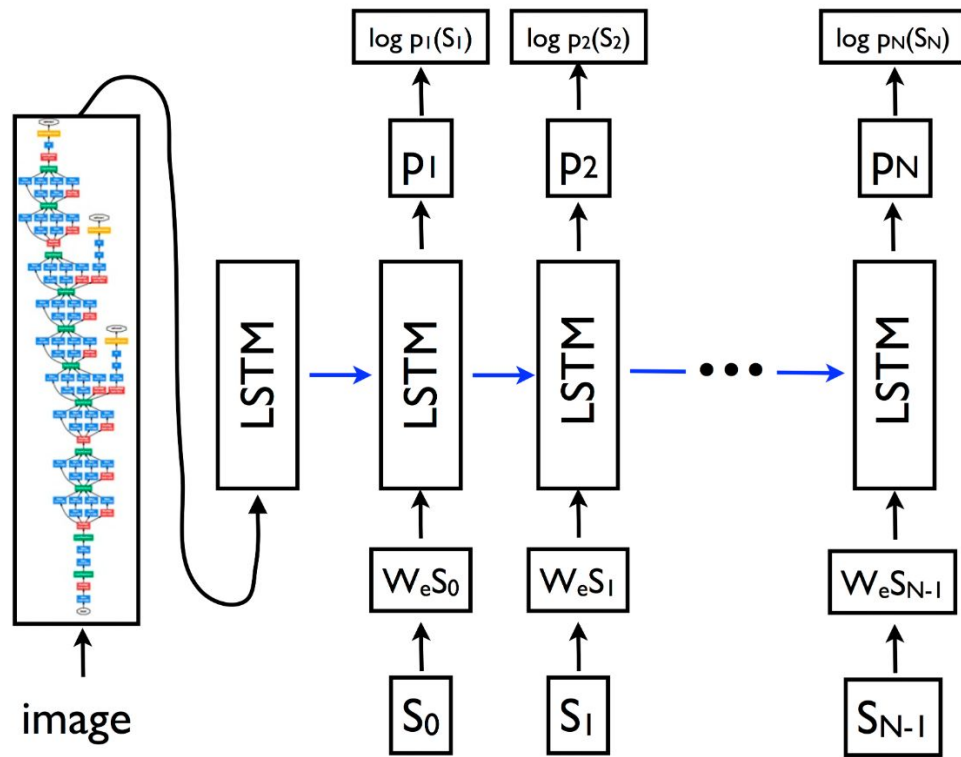 log p₁(S₁)
log p₂(S₂)
log pN(SN)
p₁
p₂
pN
LSTM
LSTM
LSTM
LSTM
WₑS₀
WₑS₁
WₑSN-1
S₀
S₁
SN-1
image